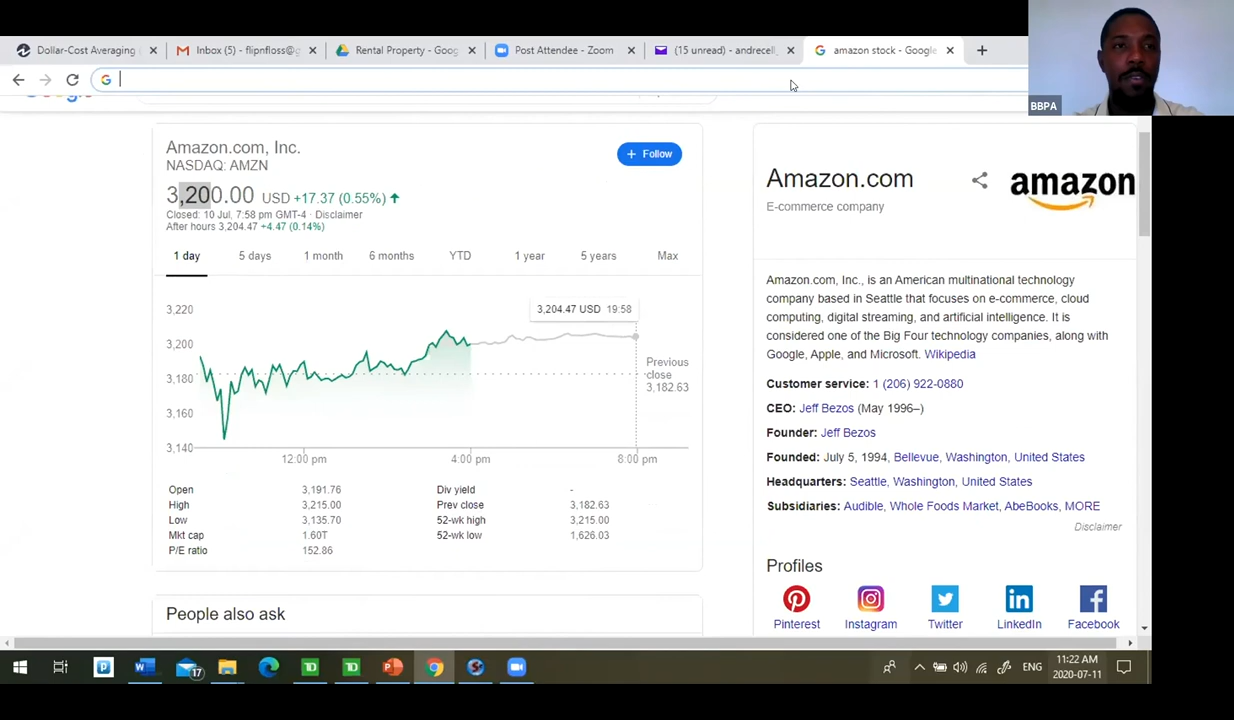 Dollar-Cost Averaging
Inbox (5) - flipnfloss@g
Rental Property - Goog
Post Attendee - Zoom
(15 unread) - andrecell
amazon stock - Google
BBPA
Amazon.com, Inc.
NASDAQ: AMZN
Follow
3,200.00 USD +17.37 (0.55%)
Closed: 10 Jul, 7:58 pm GMT-4 · Disclaimer
After hours 3,204.47 +4.47 (0.14%)
1 day 5 days 1 month 6 months YTD 1 year 5 years Max
3,204.47 USD 19:58
3,220
3,200
3,180
3,160
3,140
Previous
close
3,182.63
12:00 pm 4:00 pm 8:00 pm
Open 3,191.76 Div yield -
High 3,215.00 Prev close 3,182.63
Low 3,135.70 52-wk high 3,215.00
Mkt cap 1.60T 52-wk low 1,626.03
P/E ratio 152.86
People also ask
Amazon.com
E-commerce company
amazon
Amazon.com, Inc., is an American multinational technology
company based in Seattle that focuses on e-commerce, cloud
computing, digital streaming, and artificial intelligence. It is
considered one of the Big Four technology companies, along with
Google, Apple, and Microsoft. Wikipedia
Customer service: 1 (206) 922-0880
CEO: Jeff Bezos (May 1996–)
Founder: Jeff Bezos
Founded: July 5, 1994, Bellevue, Washington, United States
Headquarters: Seattle, Washington, United States
Subsidiaries: Audible, Whole Foods Market, AbeBooks, MORE
Disclaimer
Profiles
Pinterest Instagram Twitter LinkedIn Facebook
17
ENG
11:22 AM
2020-07-11